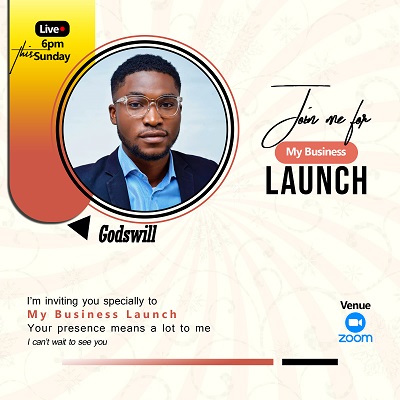 Live
6pm
this Sunday
Join me for
My Business
LAUNCH
Godswill
I'm inviting you specially to
My Business Launch
Your presence means a lot to me
I can't wait to see you
Venue
zoom